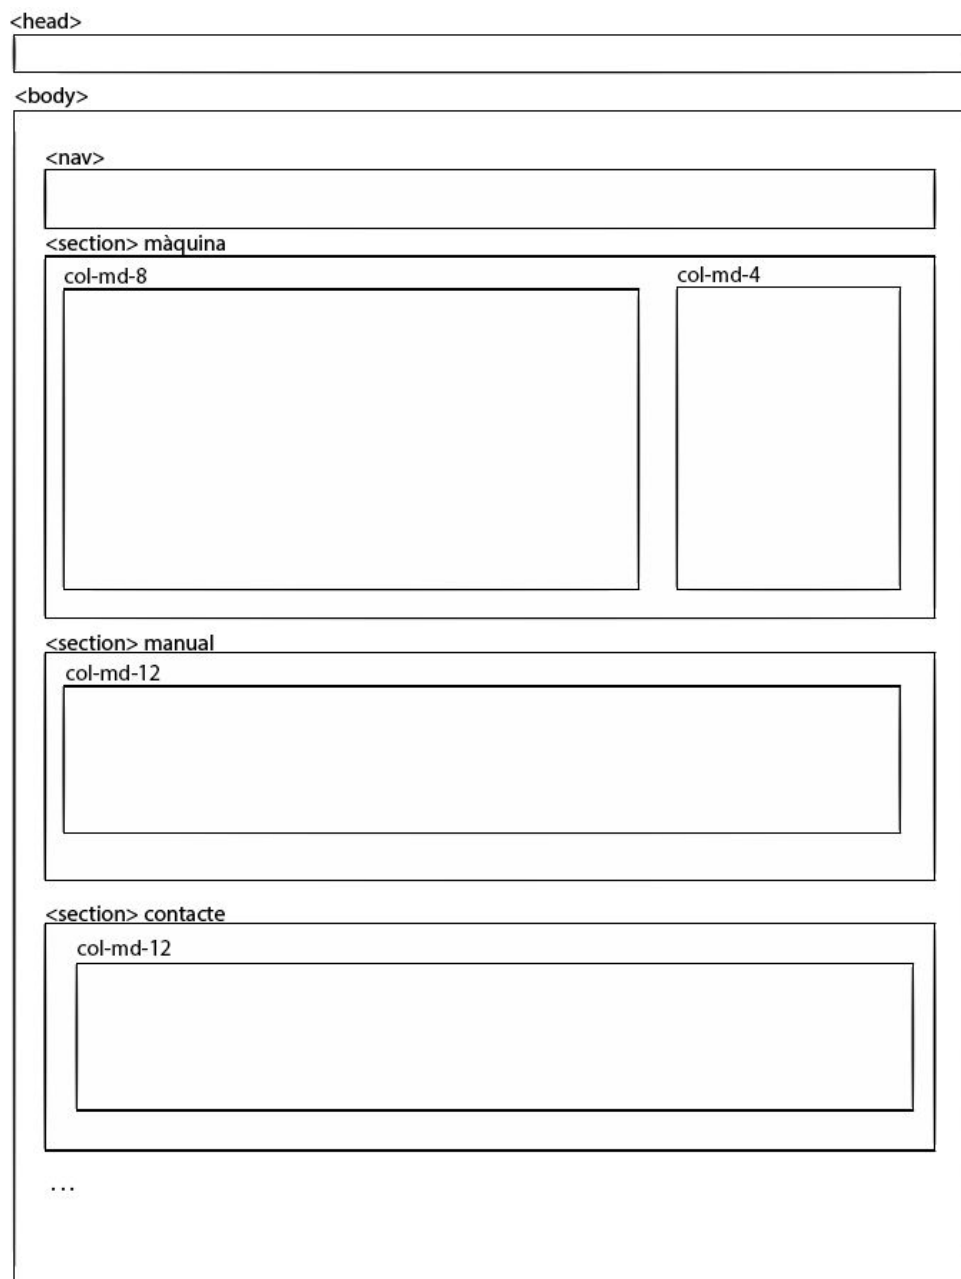 <head>
<body>
<nav>
<section> màquina
col-md-8
col-md-4
<section> manual
col-md-12
<section> contacte
col-md-12
...